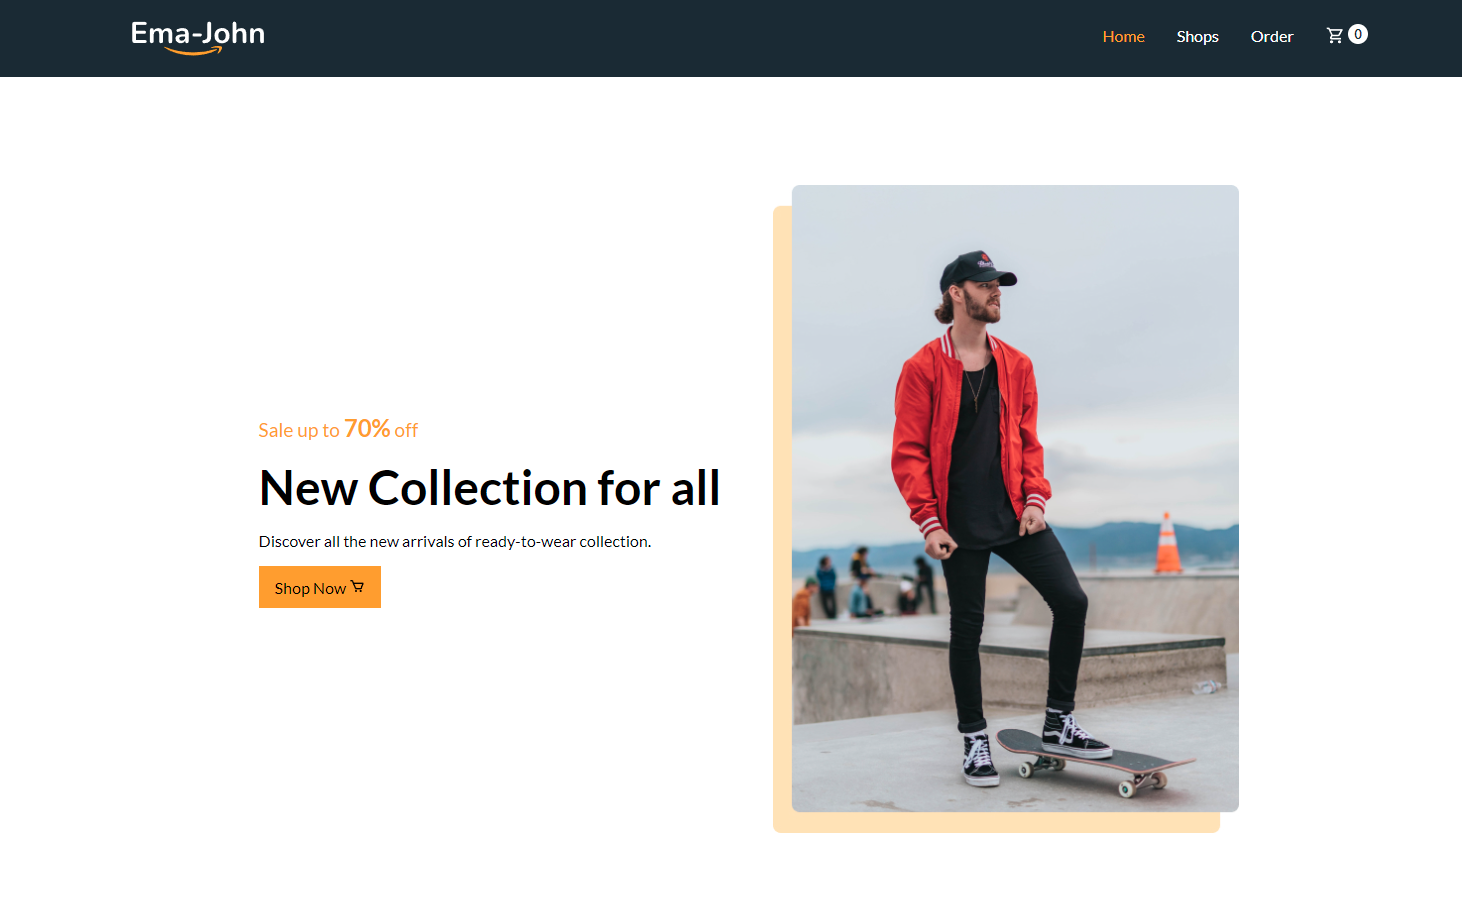 Ema-John
Home Shops Order 0
Sale up to 70% off
New Collection for all
Discover all the new arrivals of ready-to-wear collection.
Shop Now